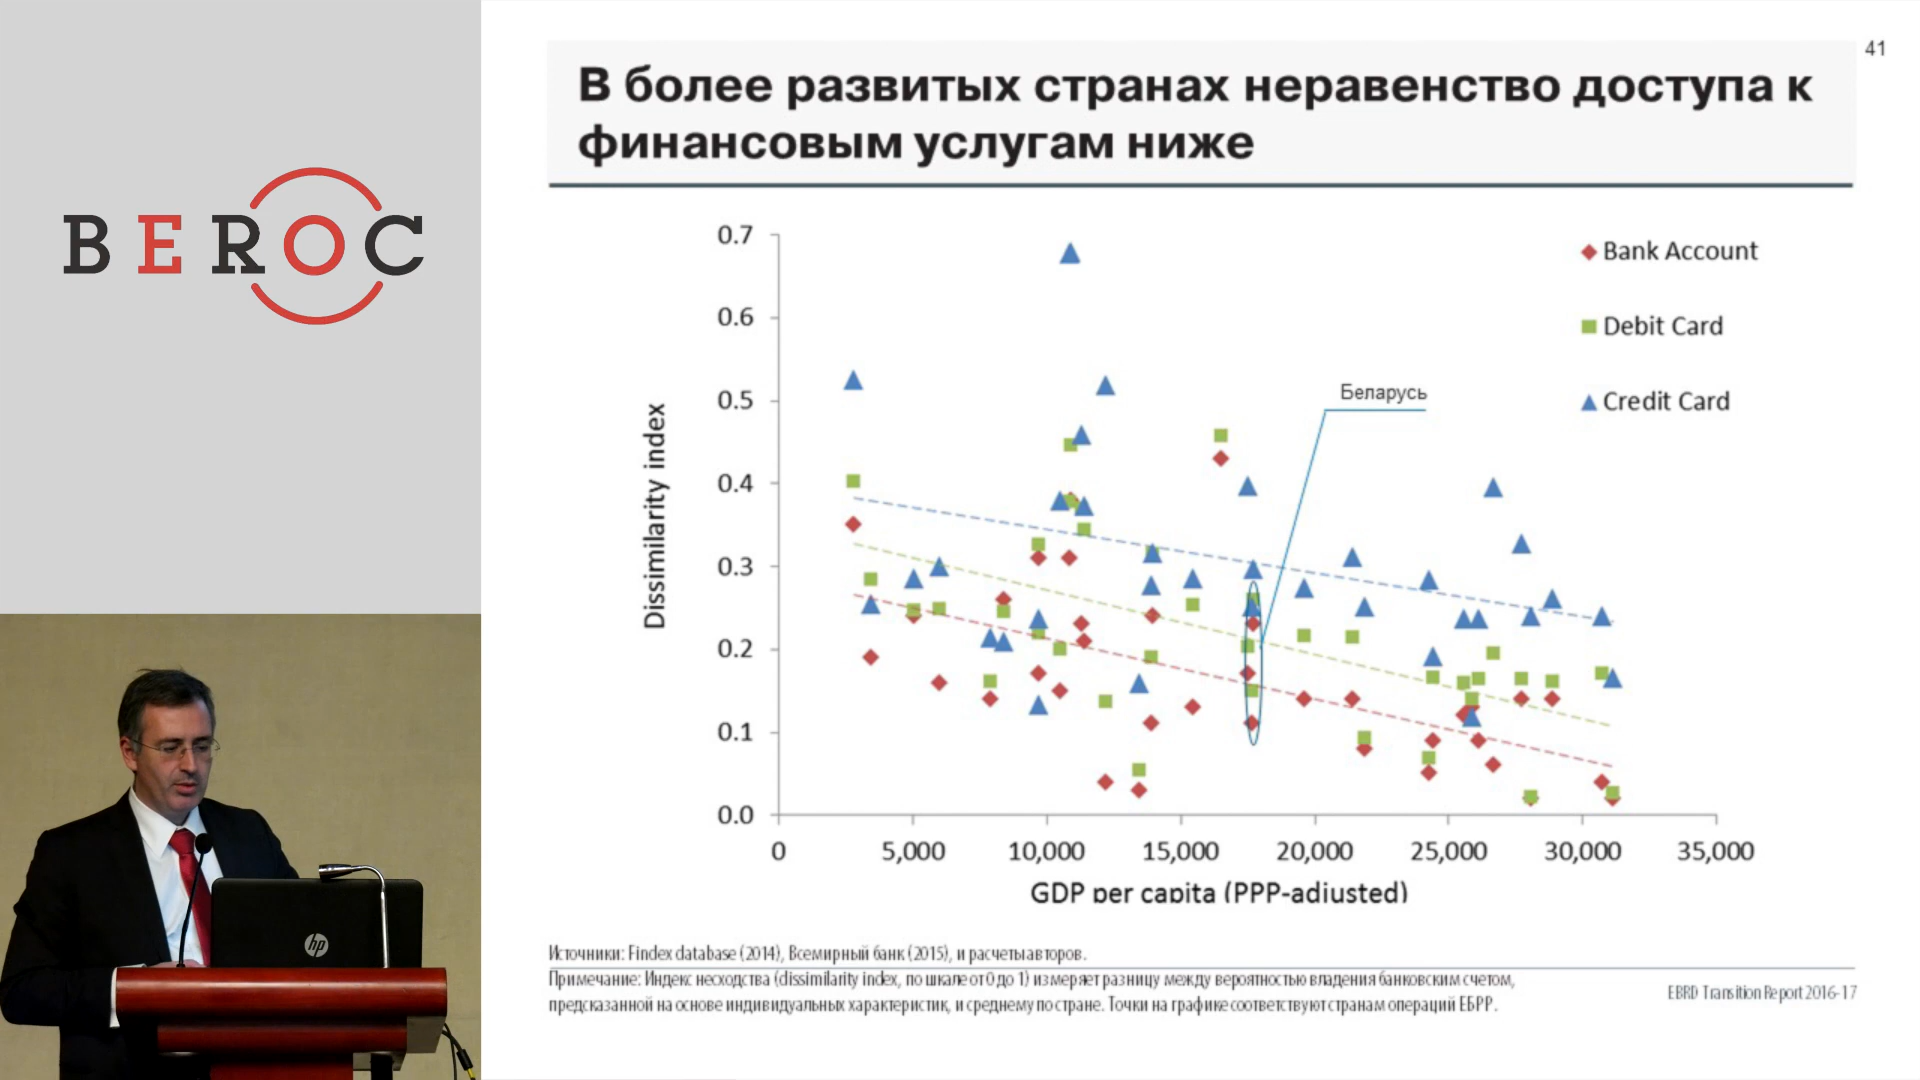 BEROC
41
В более развитых странах неравенство доступа к
финансовым услугам ниже
0.7
0.6
0.5
0.4
0.3
0.2
0.1
0.0
Dissimilarity index
Bank Account
Debit Card
Credit Card
Беларусь
0 5,000 10,000 15,000 20,000 25,000 30,000 35,000
GDP per capita (PPP-adjusted)
Источники: Findex database (2014), Всемирный банк (2015), и расчеты авторов.
Примечание: Индекс несходства (dissimilarity index, по шкале от 0 до 1) измеряет разницу между вероятностью владения банковским счетом,
предсказанной на основе индивидуальных характеристик, и среднему по стране. Точки на графике соответствуют странам операций ЕБРР.
EBRD Transition Report 2016-17
hp